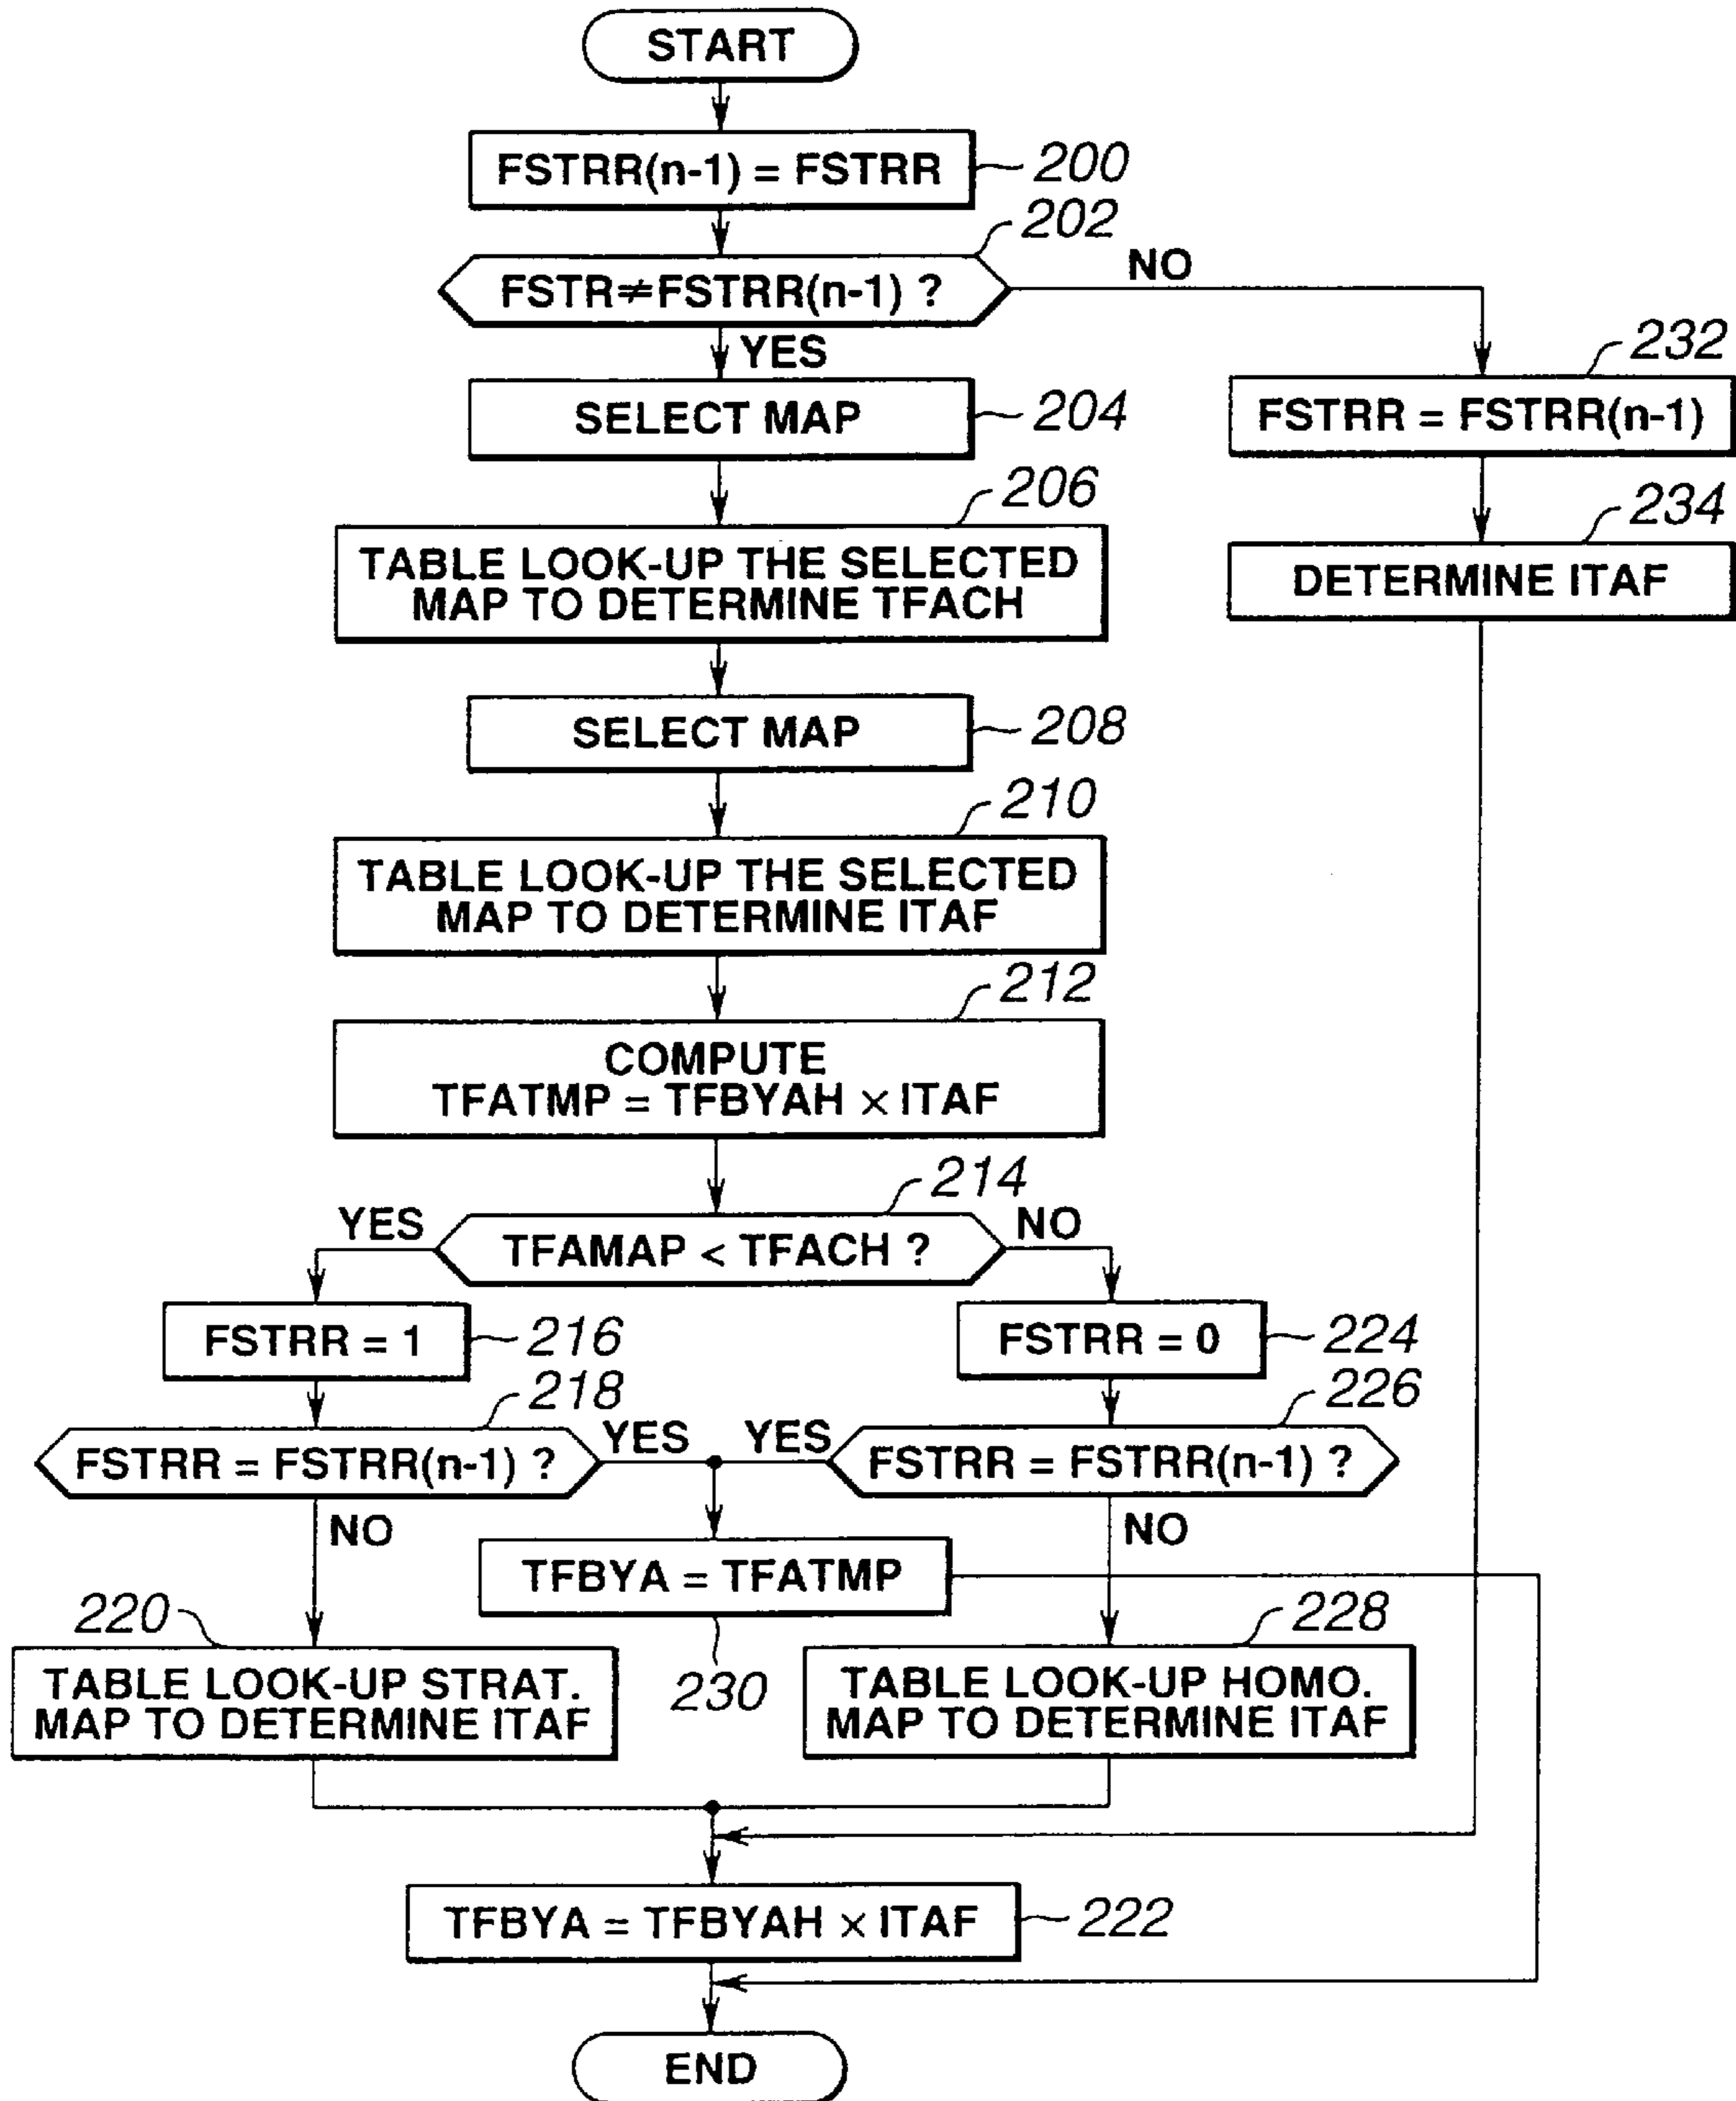 START
FSTRR(n-1) = FSTRR
200
202
FSTR≠FSTRR(n-1) ?
NO
YES
232
SELECT MAP
204
FSTRR = FSTRR(n-1)
206
234
TABLE LOOK-UP THE SELECTED
MAP TO DETERMINE TFACH
DETERMINE ITAF
SELECT MAP
208
210
TABLE LOOK-UP THE SELECTED
MAP TO DETERMINE ITAF
212
COMPUTE
TFATMP = TFBYAH × ITAF
214
YES
TFAMAP < TFACH ?
NO
FSTRR = 1
216
FSTRR = 0
224
218
226
FSTRR = FSTRR(n-1) ?
YES
YES
FSTRR = FSTRR(n-1) ?
NO
NO
TFBYA = TFATMP
230
220
228
TABLE LOOK-UP STRAT.
MAP TO DETERMINE ITAF
TABLE LOOK-UP HOMO.
MAP TO DETERMINE ITAF
TFBYA = TFBYAH × ITAF
222
END